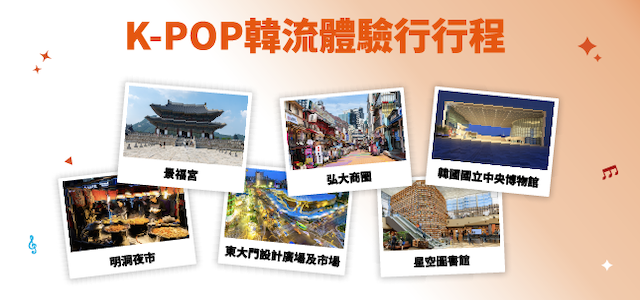 K-POP韓流體驗行行程
景福宮
弘大商圈
韓國國立中央博物館
明洞夜市
東大門設計廣場及市場
星空圖書館